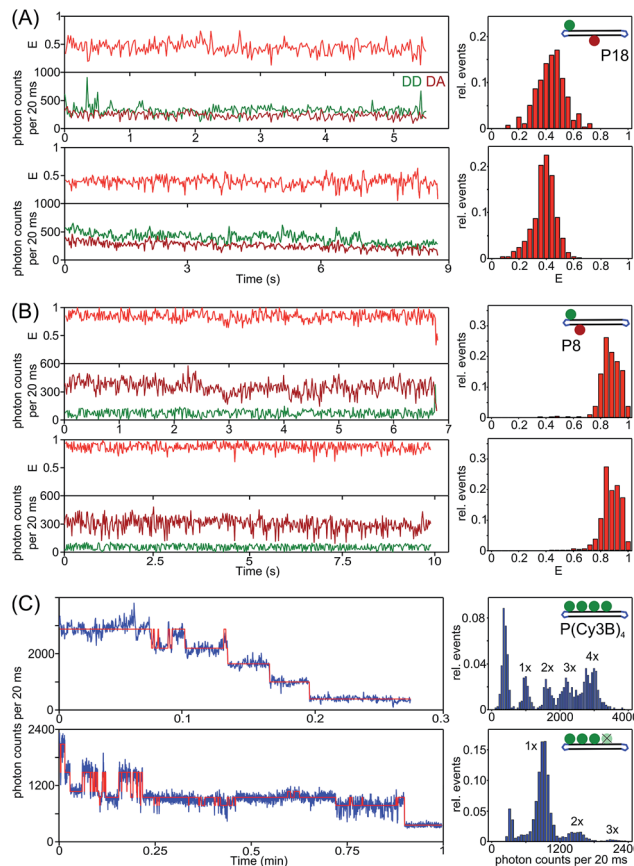 (A)
1
E
0.5
1000
DD DA
photon counts
per 20 ms
500
0
0 1 2 3 4 5
1
E
0.5
1000
photon counts
per 20 ms
500
0
0 3 6 9
Time (s)
rel. events
0.2
0.1
0
P18
0 0.2 0.4 0.6 0.8 1
rel. events
0.2
0.1
0
0 0.2 0.4 0.6 0.8 1
E
(B)
1
E
0.5
600
photon counts
per 20 ms
300
0
0 1 2 3 4 5 6 7
1
E
0.5
600
photon counts
per 20 ms
300
0
0 2.5 5.0 7.5 10
Time (s)
rel. events
0.3
0.2
0.1
0
P8
0 0.2 0.4 0.6 0.8 1
rel. events
0.3
0.2
0.1
0
0 0.2 0.4 0.6 0.8 1
E
(C)
photon counts per 20 ms
4000
2000
0
0 0.1 0.2 0.3
2400
1200
0
0 0.25 0.5 0.75 1
Time (min)
rel. events
0.08
0.04
0.00
P(Cy3B)4
1x 2x 3x 4x
0 2000 4000
rel. events
0.15
0.10
0.05
0
1x
2x
3x
0 1200 2400
photon counts per 20 ms